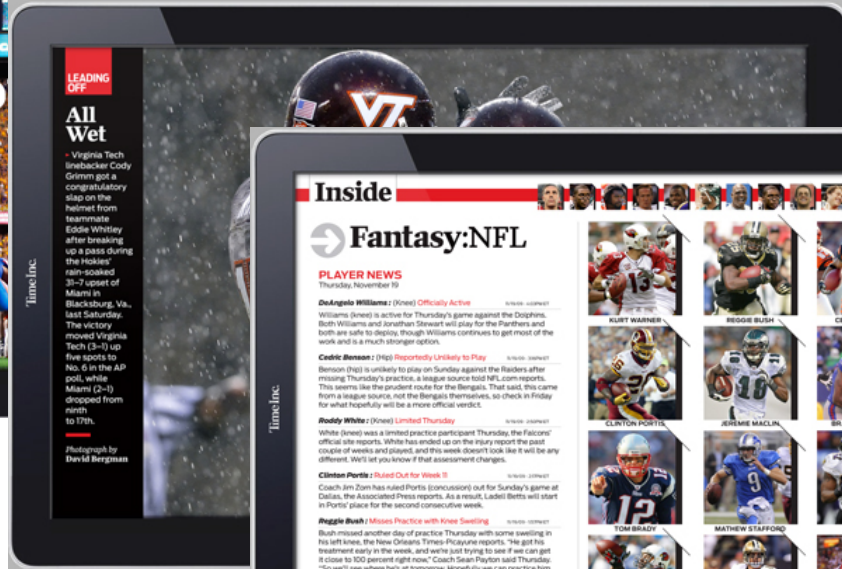 LEADING
OFF
All
Wet
Virginia Tech
linebacker Cody
Grimm got a
congratulatory
slap on the
helmet from
teammate
Eddie Whitley
after breaking
up a pass during
the Hokies'
rain-soaked
31–7 upset of
Miami in
Blacksburg, Va.,
last Saturday.
The victory
moved Virginia
Tech (3–1) up
five spots to
No. 6 in the AP
poll, while
Miami (2–1)
dropped from
ninth
to 17th.
Photograph by
David Bergman
Time Inc.
VT
Time Inc.
Inside
Fantasy:NFL
PLAYER NEWS
Thursday, November 19
DeAngelo Williams: (Knee) Officially Active
Williams (knee) is active for Thursday's game against the Dolphins.
Both Williams and Jonathan Stewart will play for the Panthers and
both are safe to deploy, though Williams continues to get most of the
work and is a much stronger option.
Cedric Benson: (Hip) Reportedly Unlikely to Play
Benson (hip) is unlikely to play on Sunday against the Raiders after
missing Thursday's practice, a league source told NFL.com reports.
This seems like the prudent route for the Bengals. That said, this came
from a league source, not the Bengals themselves, so check in Friday
for what hopefully will be a more official verdict.
Roddy White: (Knee) Limited Thursday
White (knee) was a limited practice participant Thursday, the Falcons'
official site reports. White has ended up on the injury report the past
couple of weeks and played, and this week doesn't look like it will be any
different. We'll let you know if that assessment changes.
Clinton Portis: Ruled Out for Week 11
Coach Jim Zorn has ruled Portis (concussion) out for Sunday's game at
Dallas, the Associated Press reports. As a result, Ladell Betts will start
in Portis' place for the second consecutive week.
Reggie Bush: Misses Practice with Knee Swelling
Bush missed another day of practice Thursday with some swelling in
his left knee, the New Orleans Times-Picayune reports. "He got his
treatment early in the week, and we're just trying to see if we can get
it close to 100 percent right now," Coach Sean Payton said Thursday.
"So we'll see where he's at tomorrow. Hopefully we can practice him
KURT WARNER
REGGIE BUSH
CLINTON PORTIS
JEREMIE MACLIN
TOM BRADY
MATHEW STAFFORD
13
18
12
9